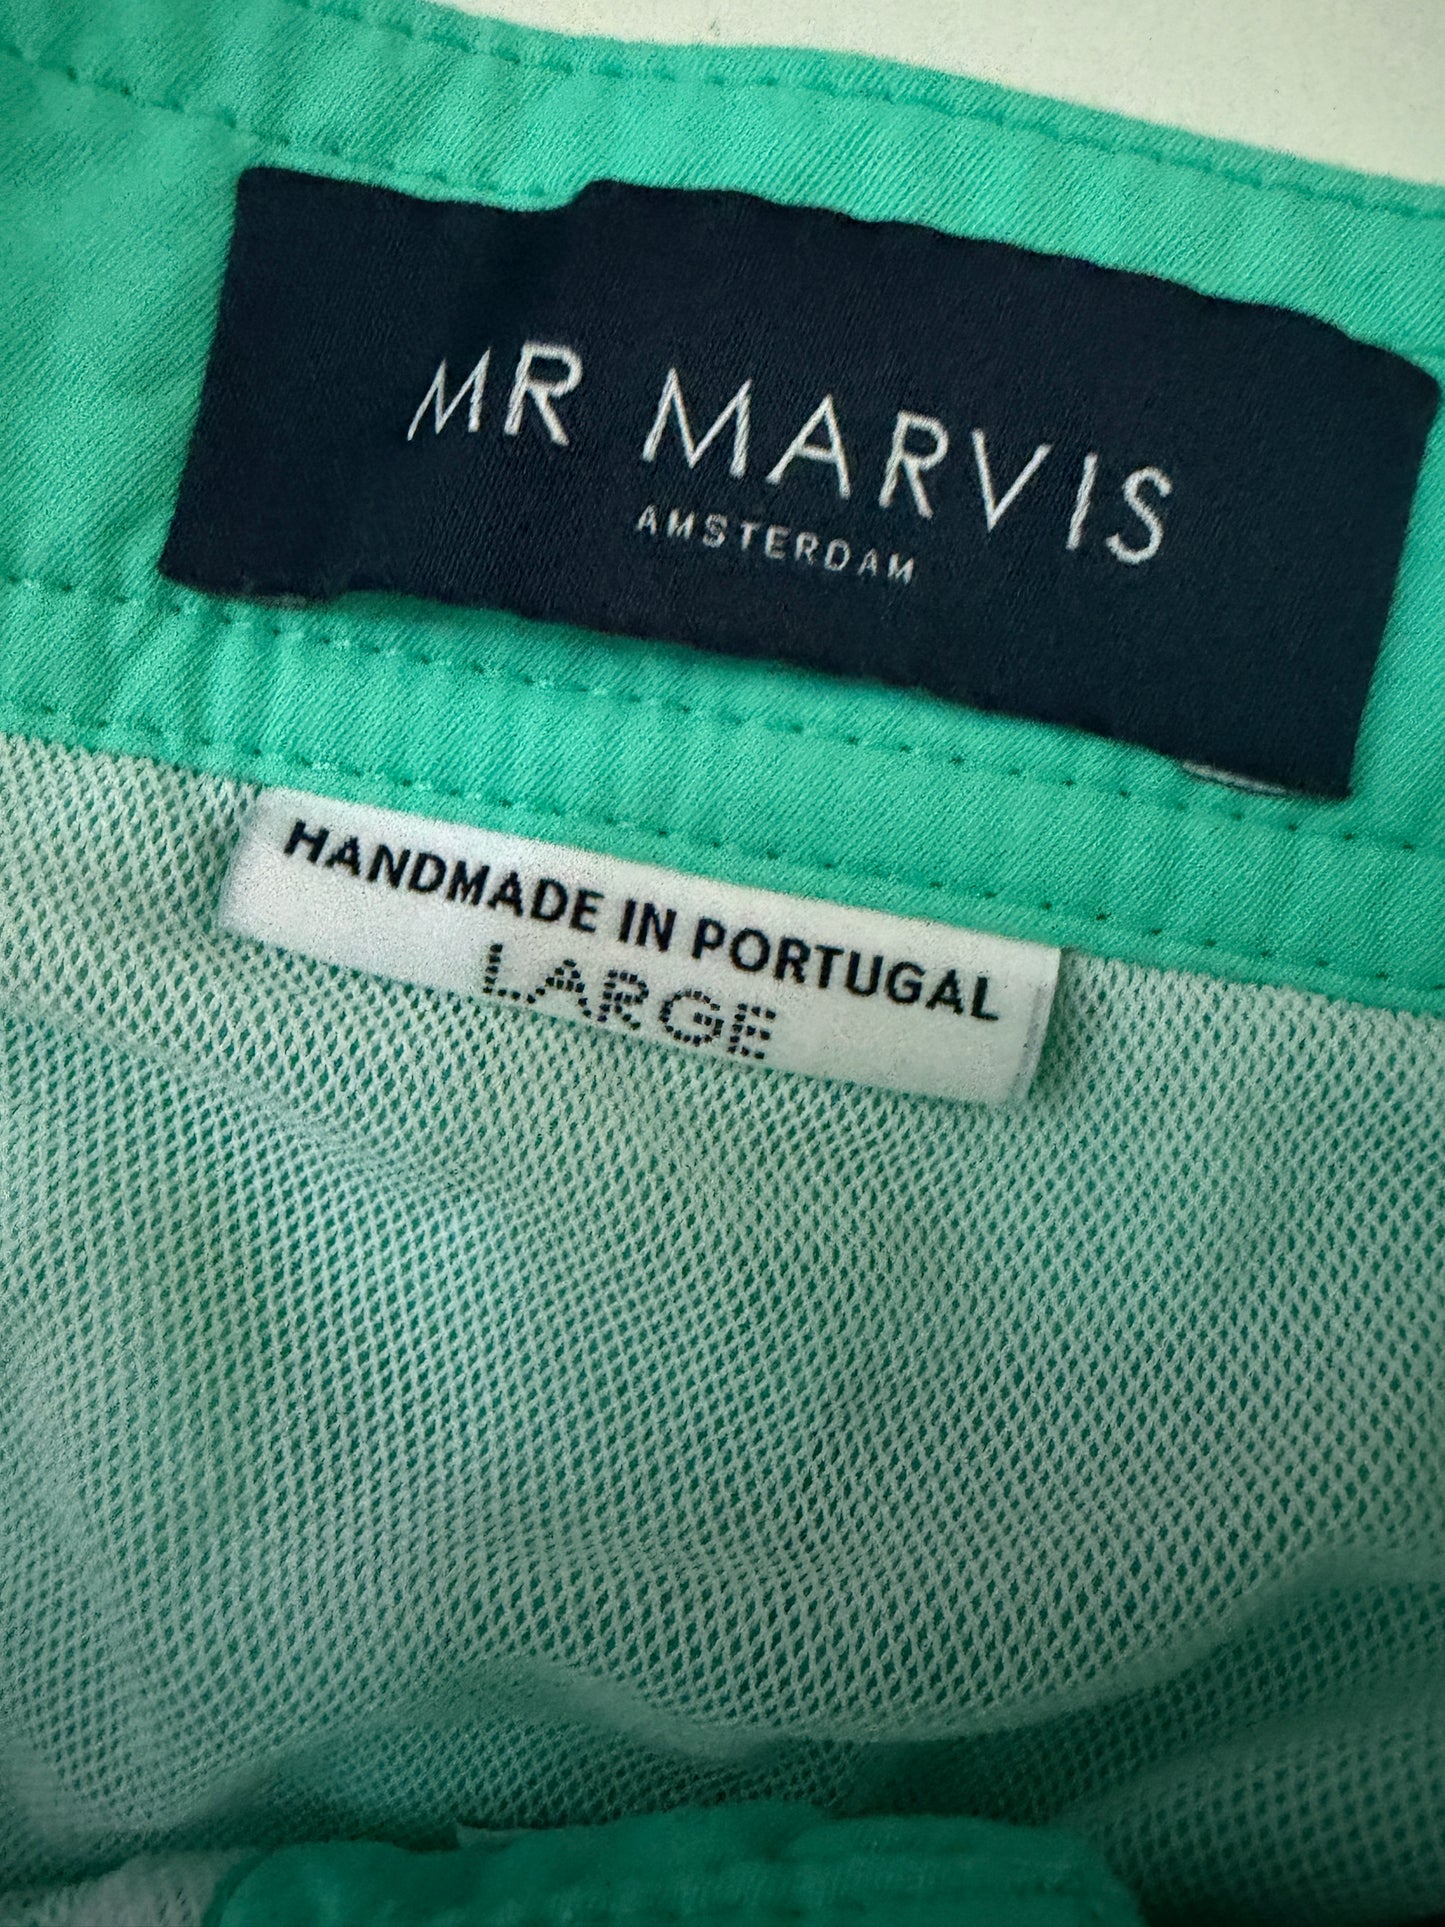 MR MARVIS
AMSTERDAM
HANDMADE IN PORTUGAL
LARGE